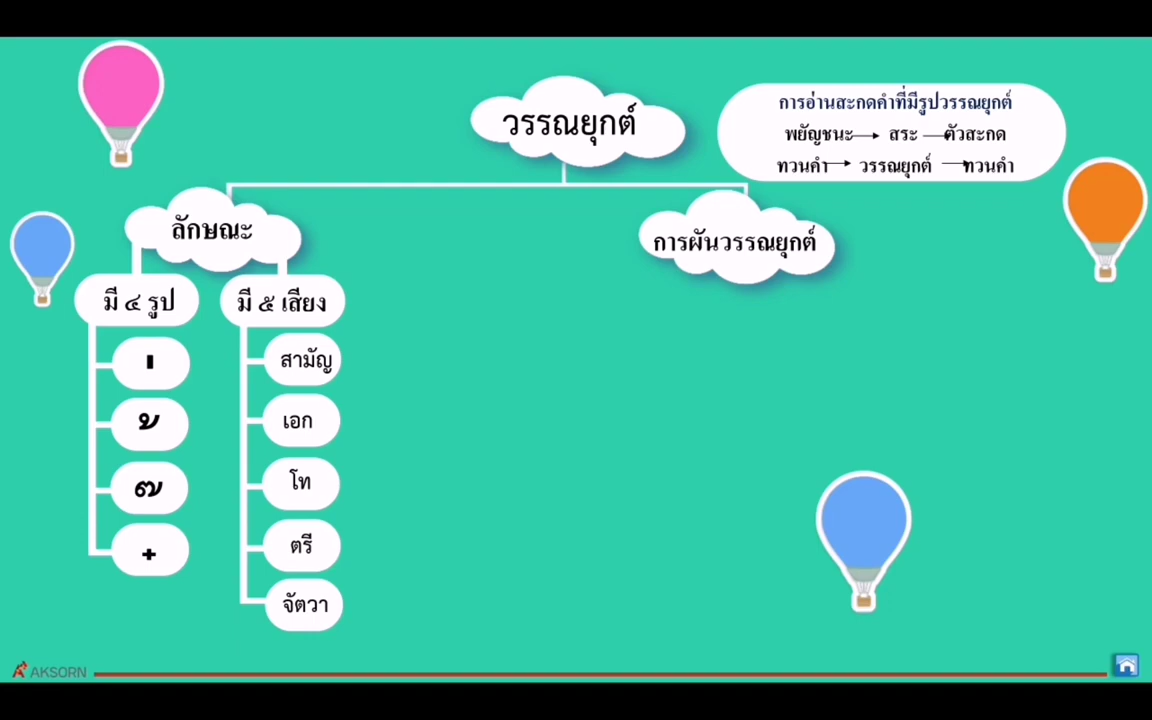 วรรณยุกต์
การอ่านสะกดคำที่มีรูปวรรณยุกต์
พยัญชนะ → สระ → ตัวสะกด
ทวนคำ → วรรณยุกต์ → ทวนคำ
ลักษณะ
การผันวรรณยุกต์
มี ๔ รูป
่
้
๊
๋
มี ๕ เสียง
สามัญ
เอก
โท
ตรี
จัตวา
AKSORN